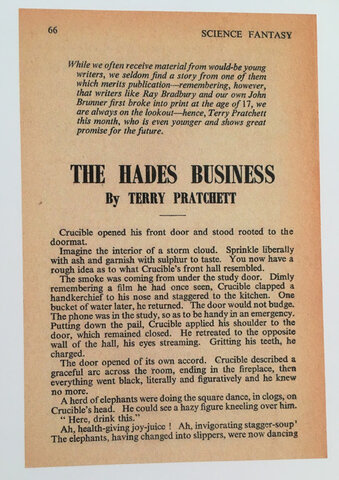 66
SCIENCE FANTASY
While we often receive material from would-be young
writers, we seldom find a story from one of them
which merits publication—remembering, however,
that writers like Ray Bradbury and our own John
Brunner first broke into print at the age of 17, we
are always on the lookout—hence, Terry Pratchett
this month, who is even younger and shows great
promise for the future.
THE HADES BUSINESS
By TERRY PRATCHETT
Crucible opened his front door and stood rooted to the
doormat.
Imagine the interior of a storm cloud. Sprinkle liberally
with ash and garnish with sulphur to taste. You now have a
rough idea as to what Crucible's front hall resembled.
The smoke was coming from under the study door. Dimly
remembering a film he had once seen, Crucible clapped a
handkerchief to his nose and staggered to the kitchen. One
bucket of water later, he returned. The door would not budge.
The phone was in the study, so as to be handy in an emergency.
Putting down the pail, Crucible applied his shoulder to the
door, which remained closed. He retreated to the opposite
wall of the hall, his eyes streaming. Gritting his teeth, he
charged.
The door opened of its own accord. Crucible described a
graceful arc across the room, ending in the fireplace, then
everything went black, literally and figuratively and he knew
no more.
A herd of elephants were doing the square dance, in clogs, on
Crucible's head. He could see a hazy figure kneeling over him.
" Here, drink this."
Ah, health-giving joy-juice ! Ah, invigorating stagger-soup'
The elephants, having changed into slippers, were now dancing